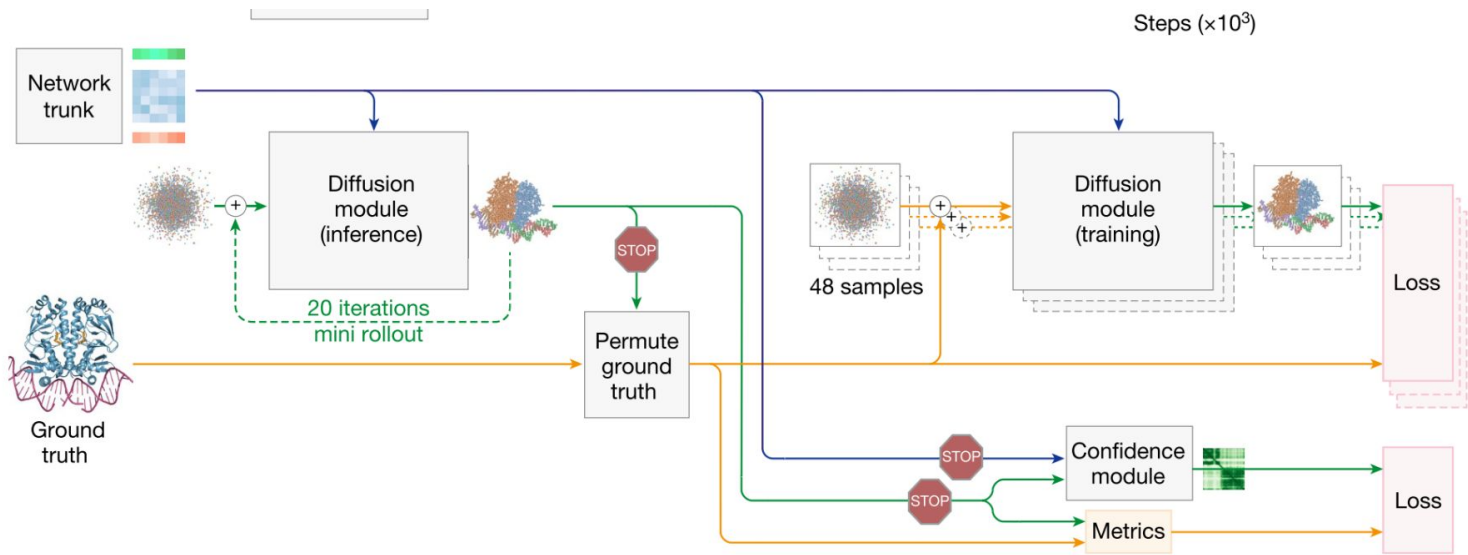 Steps (×10³)
Network
trunk
+
Diffusion
module
(inference)
STOP
20 iterations
mini rollout
Ground
truth
Permute
ground
truth
48 samples
+
+
+
Diffusion
module
(training)
Loss
STOP
STOP
Confidence
module
Metrics
Loss